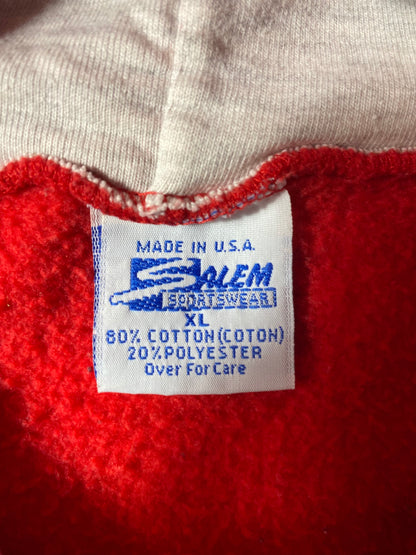 MADE IN U.S.A.
SALEM
SPORTSWEAR
XL
80% COTTON(COTON)
20% POLYESTER
Over For Care